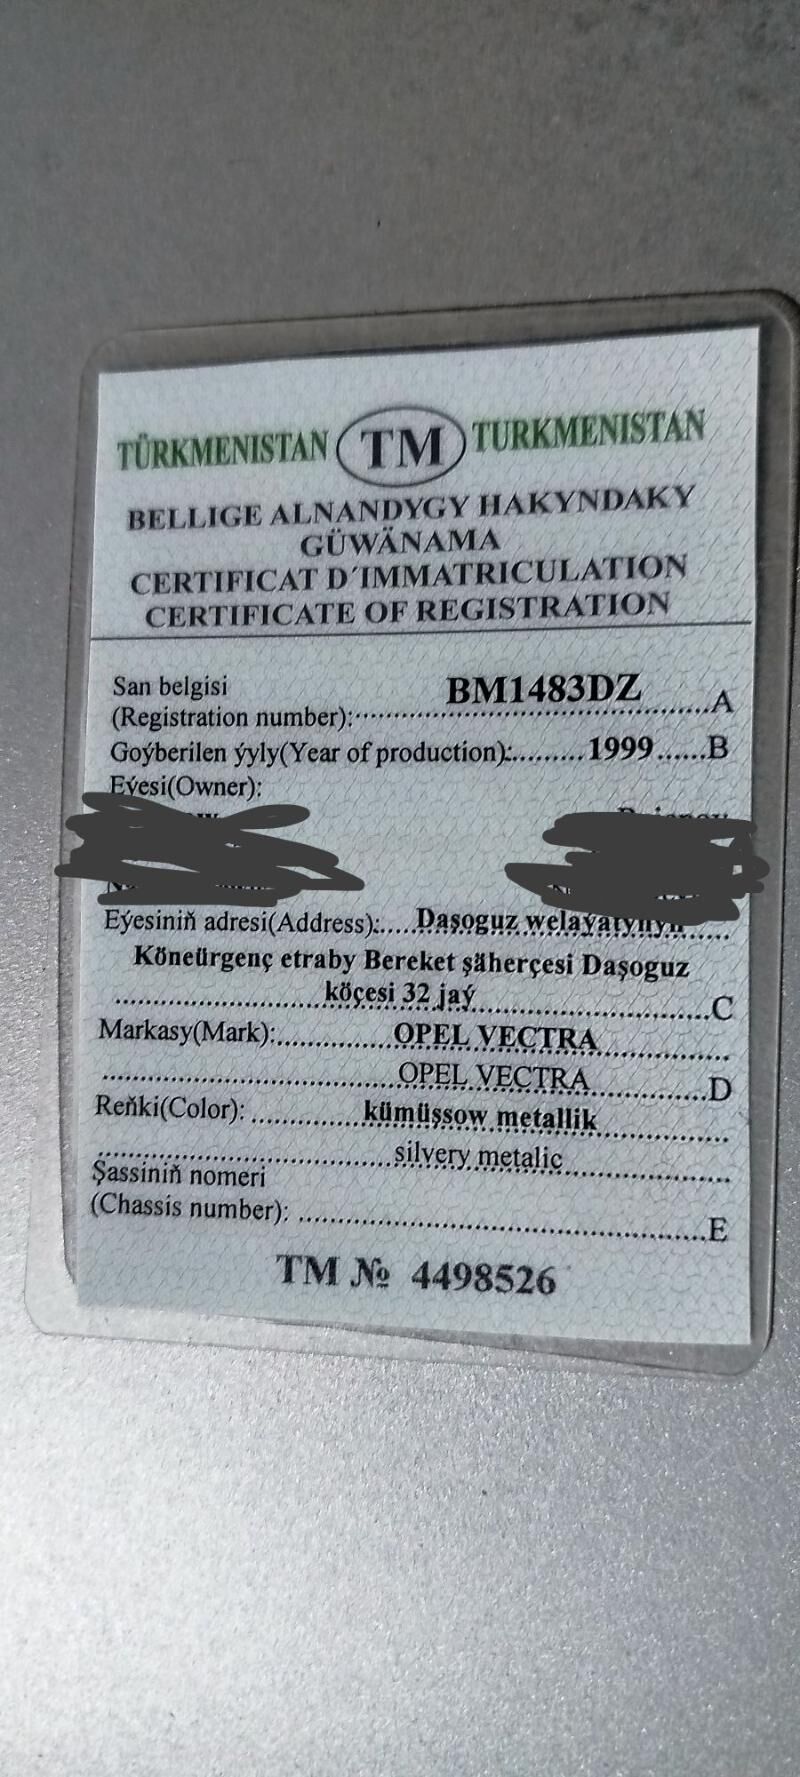 TÜRKMENISTAN TM TURKMENISTAN
BELLIGE ALNANDYGY HAKYNDAKY
GÜWÄNAMA
CERTIFICAT D´IMMATRICULATION
CERTIFICATE OF REGISTRATION
San belgisi
(Registration number):..........BM1483DZ..........A
Goýberilen ýyly(Year of production):.........1999......B
Eýesi(Owner):
Eýesiniň adresi(Address):.....Daşoguz welaýatynyň......
Köneürgenç etraby Bereket şäherçesi Daşoguz
köçesi 32 jaý C
Markasy(Mark):..........OPEL VECTRA..........
OPEL VECTRA D
Reňki(Color): ..........kümüşsow metallik..........
silvery metalic
Şassiniň nomeri
(Chassis number): ..........E
TM № 4498526